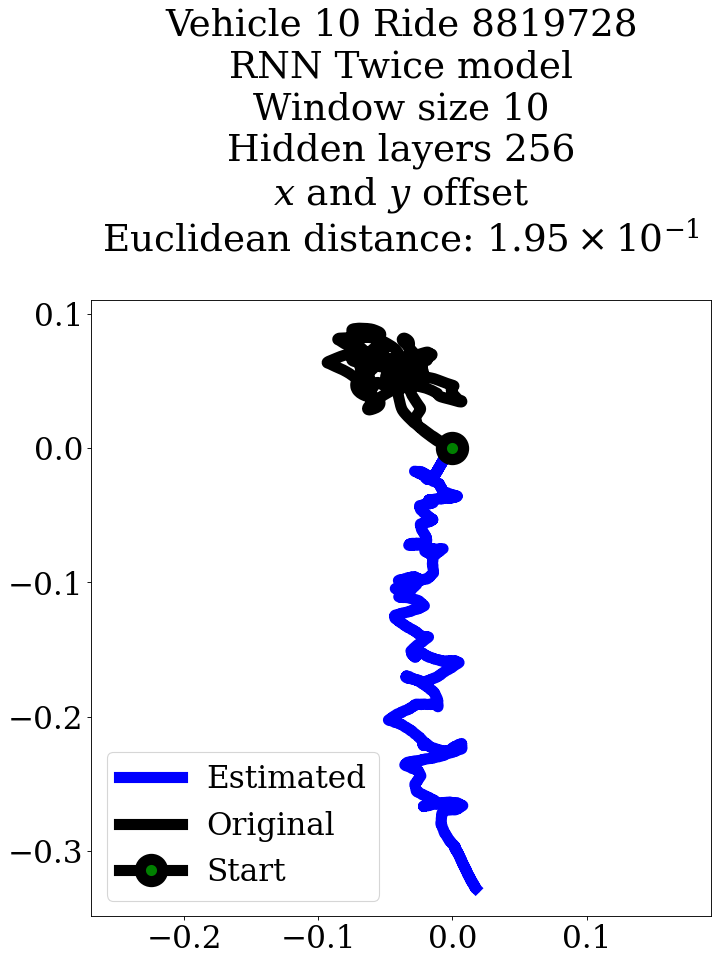 Vehicle 10 Ride 8819728
RNN Twice model
Window size 10
Hidden layers 256
x and y offset
Euclidean distance: 1.95 × 10⁻¹
0.1
0.0
−0.1
−0.2
−0.3
Estimated
Original
Start
−0.2 −0.1 0.0 0.1